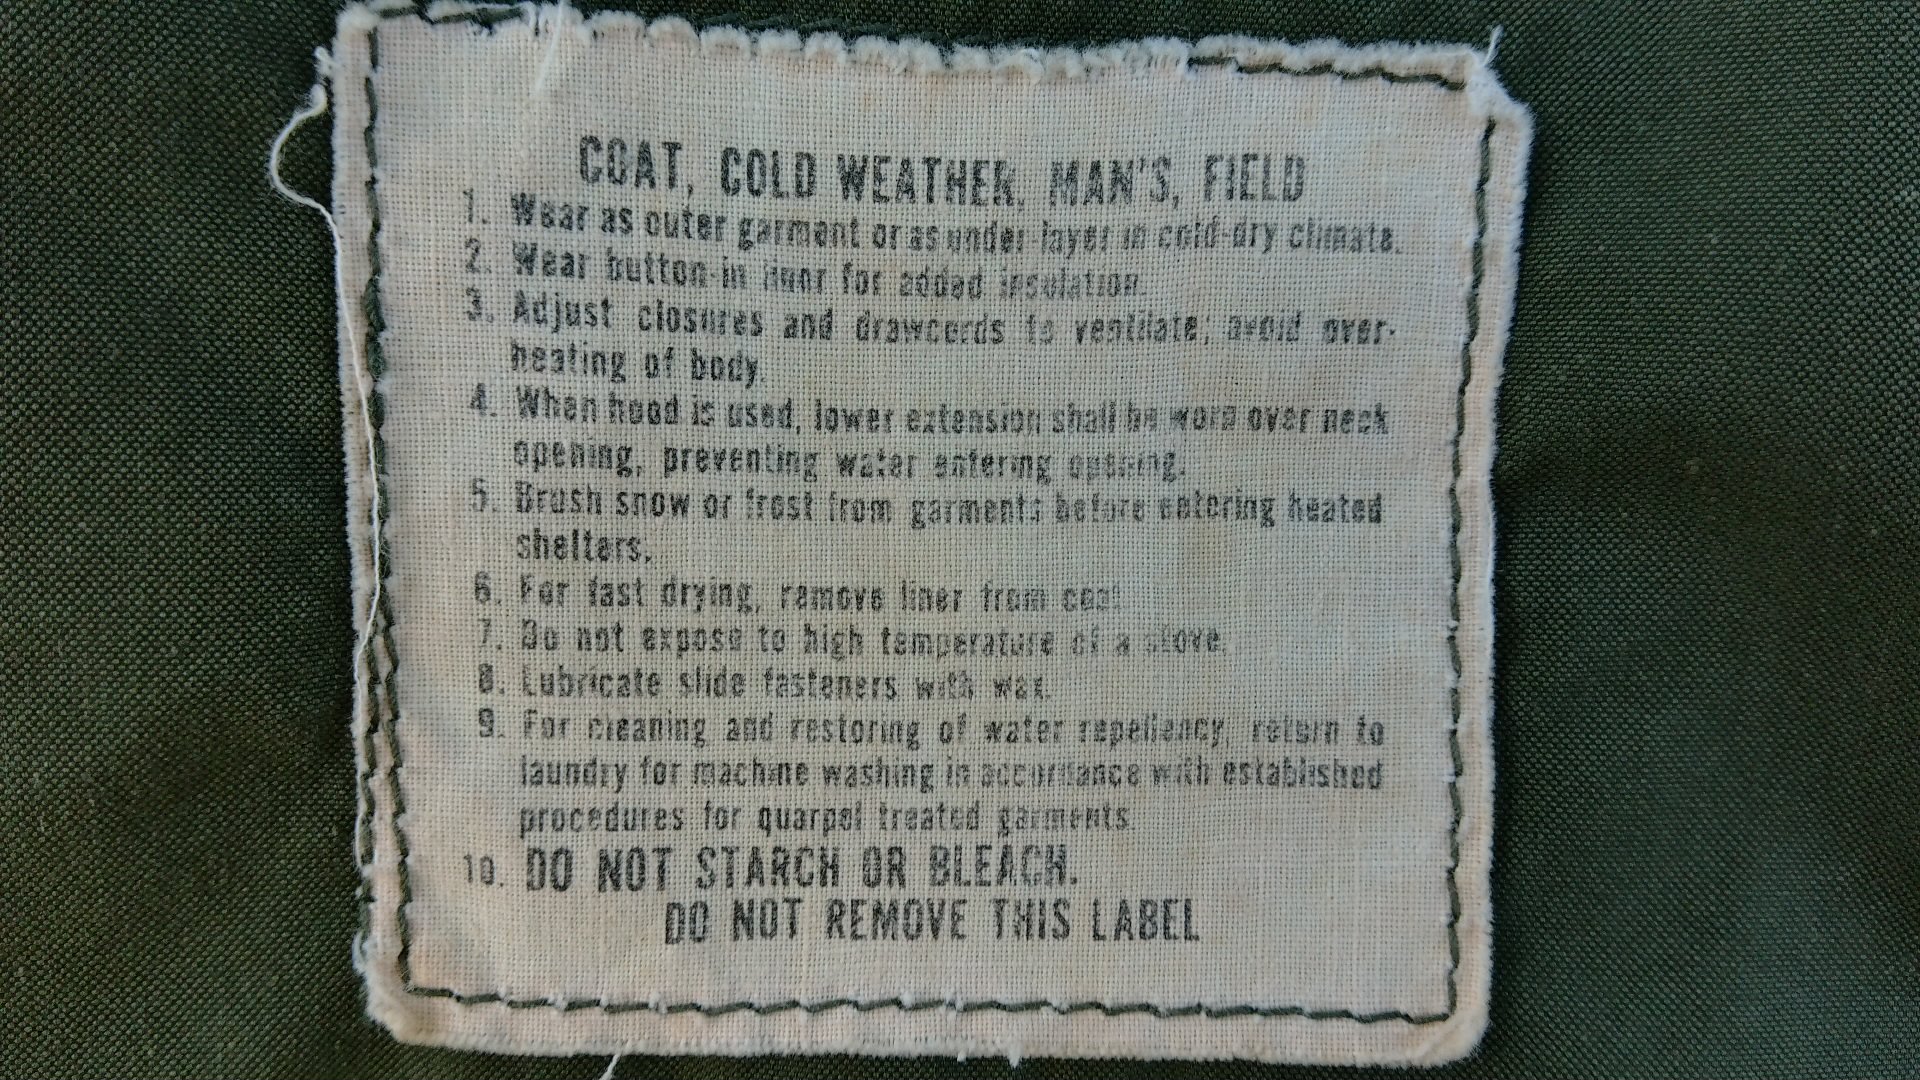 COAT, COLD WEATHER, MAN'S, FIELD
1. Wear as outer garment or as under-layer in cold-dry climate.
2. Wear button-in liner for added insulation.
3. Adjust closures and drawcords to ventilate; avoid over-
heating of body.
4. When hood is used, lower extension shall be worn over neck
opening, preventing water entering opening.
5. Brush snow or frost from garments before entering heated
shelters.
6. For fast drying, remove liner from coat
7. Do not expose to high temperature of a stove.
8. Lubricate slide fasteners with wax.
9. For cleaning and restoring of water repellency, return to
laundry for machine washing in accordance with established
procedures for quarpel treated garments.
10. DO NOT STARCH OR BLEACH.
DO NOT REMOVE THIS LABEL